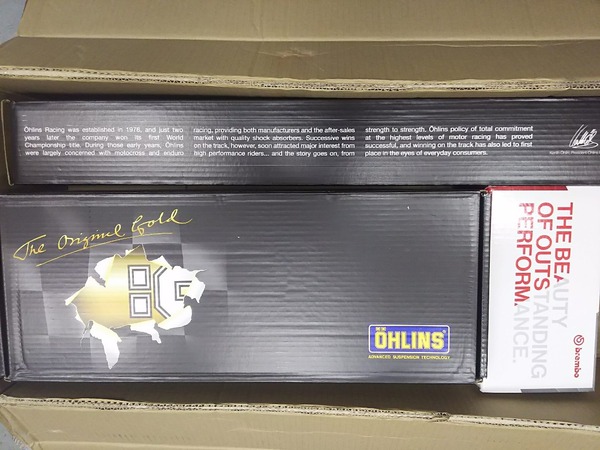 Öhlins Racing was established in 1976, and just two
years later the company won its first World
Championship title. During those early years, Öhlins
were largely concerned with motocross and enduro
racing, providing both manufacturers and the after-sales
market with quality shock absorbers. Successive wins
on the track, however, soon attracted major interest from
high performance riders... and the story goes on, from
strength to strength. Öhlins policy of total commitment
at the highest levels of motor racing has proved
successful, and winning on the track has also led to first
place in the eyes of everyday consumers.
The Original Gold
ÖHLINS
ADVANCED SUSPENSION TECHNOLOGY
THE BEAUTY
OF OUTSTANDING
PERFORMANCE.
brembo